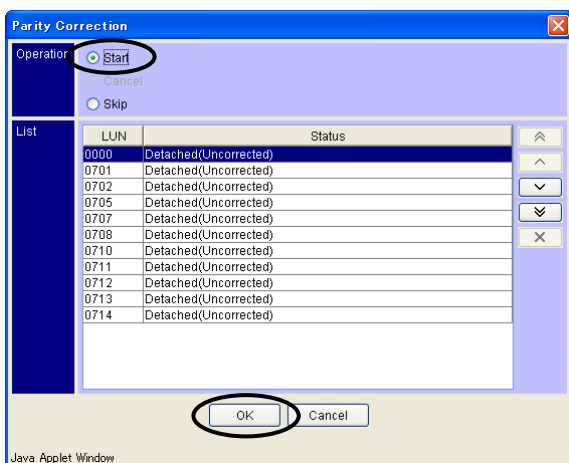 Parity Correction
Operation
Start
Cancel
Skip
List
LUN Status
0000 Detached(Uncorrected)
0701 Detached(Uncorrected)
0702 Detached(Uncorrected)
0705 Detached(Uncorrected)
0707 Detached(Uncorrected)
0708 Detached(Uncorrected)
0710 Detached(Uncorrected)
0711 Detached(Uncorrected)
0712 Detached(Uncorrected)
0713 Detached(Uncorrected)
0714 Detached(Uncorrected)
OK Cancel
Java Applet Window